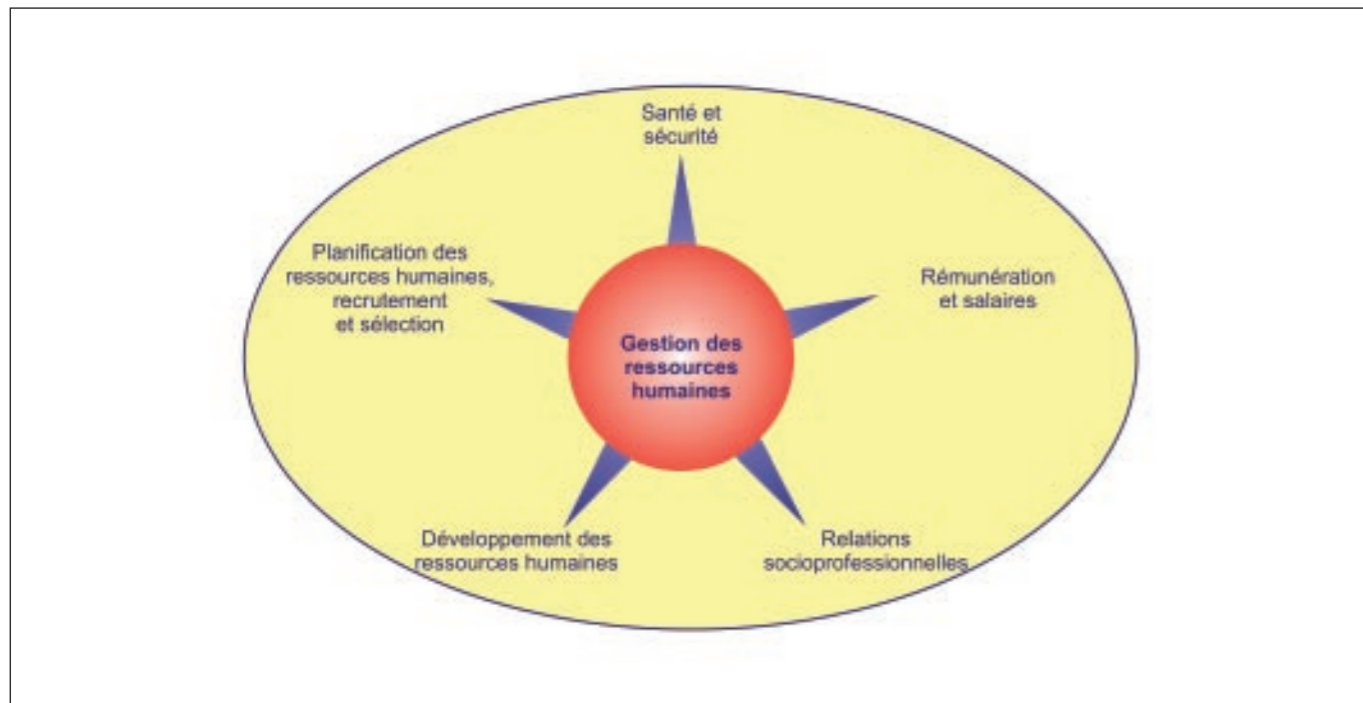 Santé et
sécurité
Planification des
ressources humaines,
recrutement
et sélection
Rémunération
et salaires
Gestion des
ressources
humaines
Développement des
ressources humaines
Relations
socioprofessionnelles